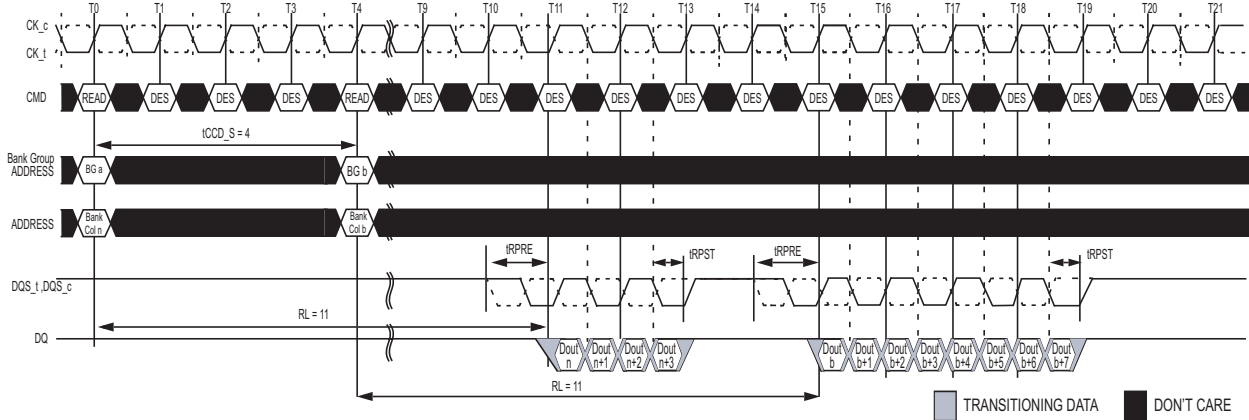 T0 T1 T2 T3 T4 T9 T10 T11 T12 T13 T14 T15 T16 T17 T18 T19 T20 T21
CK_c
CK_t
CMD READ DES DES DES READ DES DES DES DES DES DES DES DES DES DES DES DES DES
tCCD_S = 4
Bank Group
ADDRESS
BG a
BG b
ADDRESS
Bank
Col n
Bank
Col b
tRPRE tRPST tRPRE tRPST
DQS_t ,DQS_c
RL = 11
DQ
Dout
n
Dout
n+1
Dout
n+2
Dout
n+3
Dout
b
Dout
b+1
Dout
b+2
Dout
b+3
Dout
b+4
Dout
b+5
Dout
b+6
Dout
b+7
RL = 11
TRANSITIONING DATA DON'T CARE